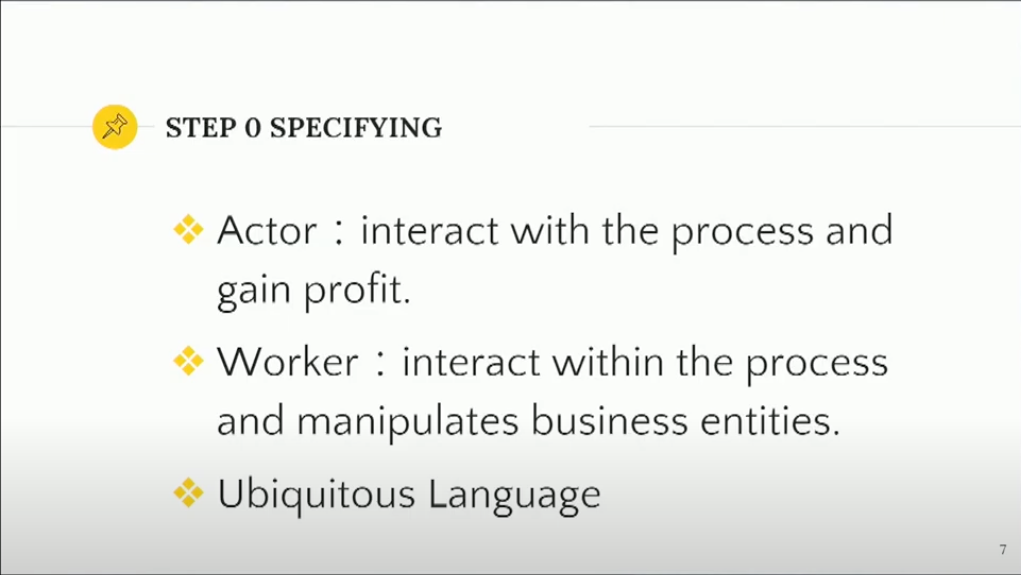 STEP 0 SPECIFYING
Actor：interact with the process and
gain profit.
Worker：interact within the process
and manipulates business entities.
Ubiquitous Language
7